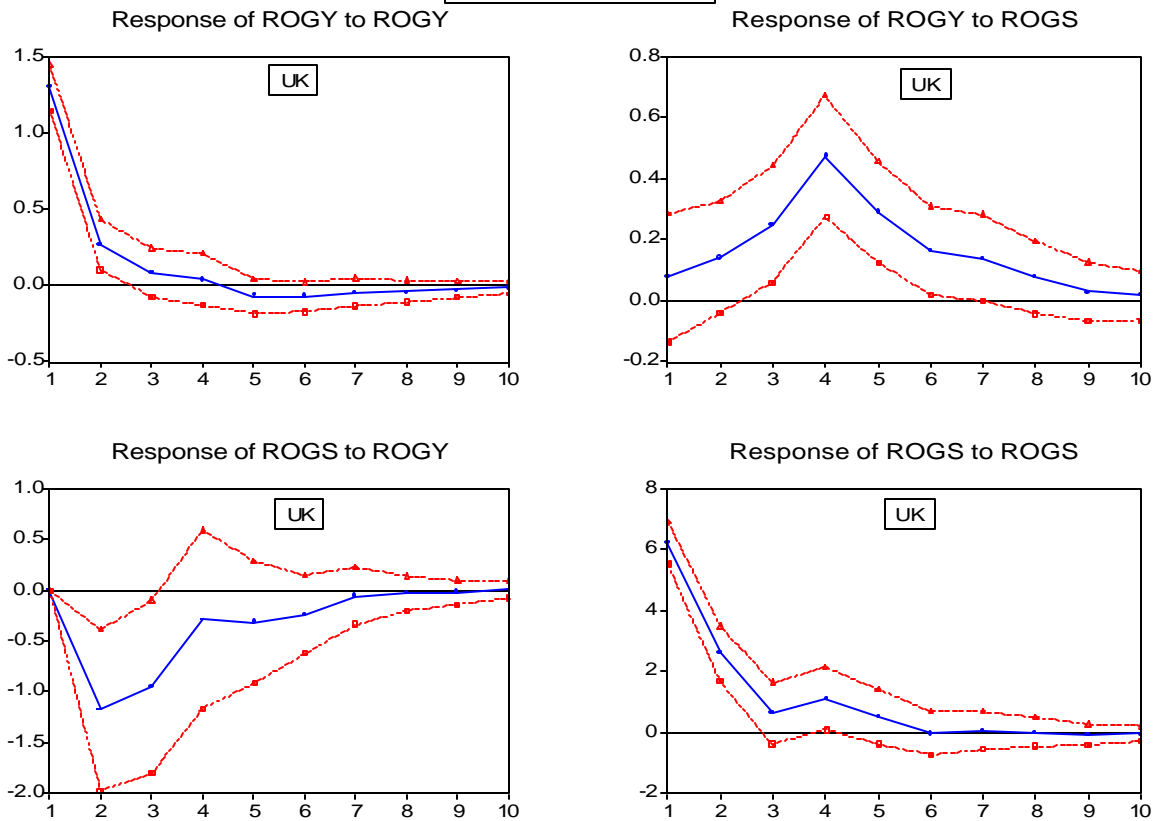 Response of ROGY to ROGY
UK
1.5
1.0
0.5
0.0
-0.5
1 2 3 4 5 6 7 8 9 10
Response of ROGY to ROGS
UK
0.8
0.6
0.4
0.2
0.0
-0.2
1 2 3 4 5 6 7 8 9 10
Response of ROGS to ROGY
UK
1.0
0.5
0.0
-0.5
-1.0
-1.5
-2.0
1 2 3 4 5 6 7 8 9 10
Response of ROGS to ROGS
UK
8
6
4
2
0
-2
1 2 3 4 5 6 7 8 9 10